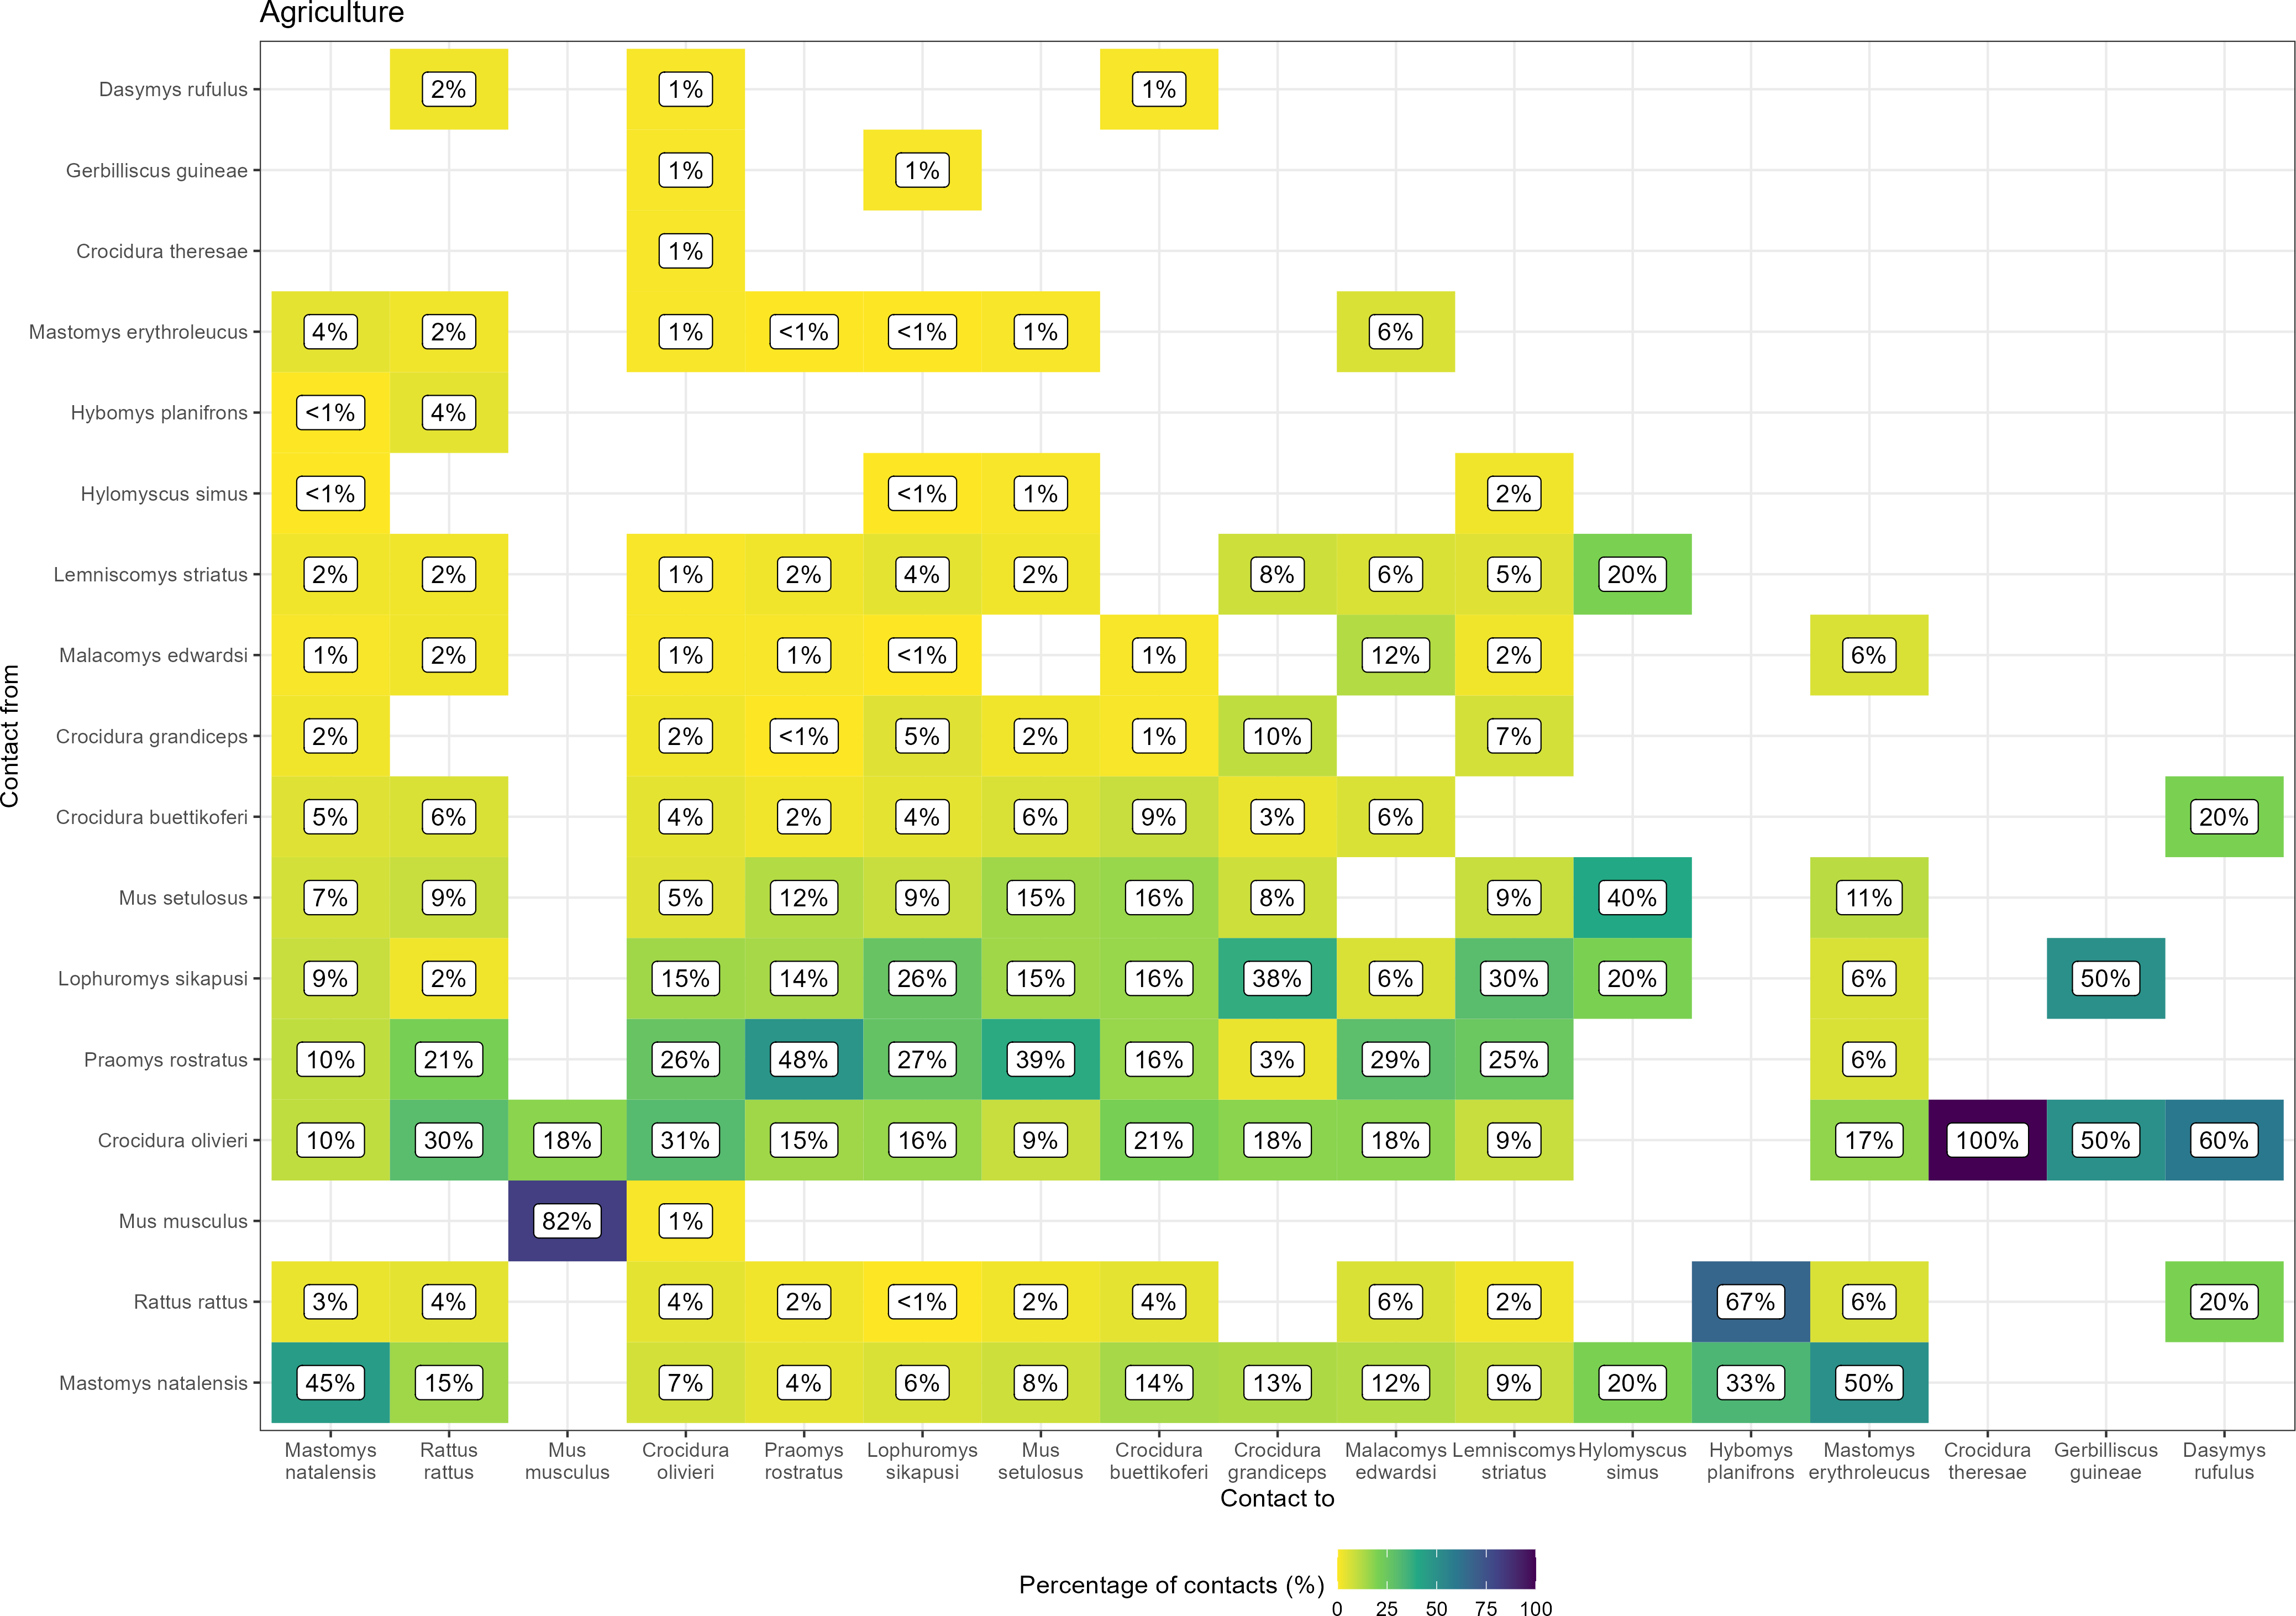 Agriculture
Contact from
Dasymys rufulus 2% 1% 1%
Gerbilliscus guineae 1% 1%
Crocidura theresae 1%
Mastomys erythroleucus 4% 2% 1% <1% <1% 1% 6%
Hybomys planifrons <1% 4%
Hylomyscus simus <1% <1% 1% 2%
Lemniscomys striatus 2% 2% 1% 2% 4% 2% 8% 6% 5% 20%
Malacomys edwardsi 1% 2% 1% 1% <1% 1% 12% 2% 6%
Crocidura grandiceps 2% 2% <1% 5% 2% 1% 10% 7%
Crocidura buettikoferi 5% 6% 4% 2% 4% 6% 9% 3% 6% 20%
Mus setulosus 7% 9% 5% 12% 9% 15% 16% 8% 9% 40% 11%
Lophuromys sikapusi 9% 2% 15% 14% 26% 15% 16% 38% 6% 30% 20% 6% 50%
Praomys rostratus 10% 21% 26% 48% 27% 39% 16% 3% 29% 25% 6%
Crocidura olivieri 10% 30% 18% 31% 15% 16% 9% 21% 18% 18% 9% 17% 100% 50% 60%
Mus musculus 82% 1%
Rattus rattus 3% 4% 4% 2% <1% 2% 4% 6% 2% 67% 6% 20%
Mastomys natalensis 45% 15% 7% 4% 6% 8% 14% 13% 12% 9% 20% 33% 50%
Mastomys Rattus Mus Crocidura Praomys Lophuromys Mus Crocidura Crocidura Malacomys Lemniscomys Hylomyscus Hybomys Mastomys Crocidura Gerbilliscus Dasymys
natalensis rattus musculus olivieri rostratus sikapusi setulosus buettikoferi grandiceps edwardsi striatus simus planifrons erythroleucus theresae guineae rufulus
Contact to
Percentage of contacts (%)
0 25 50 75 100